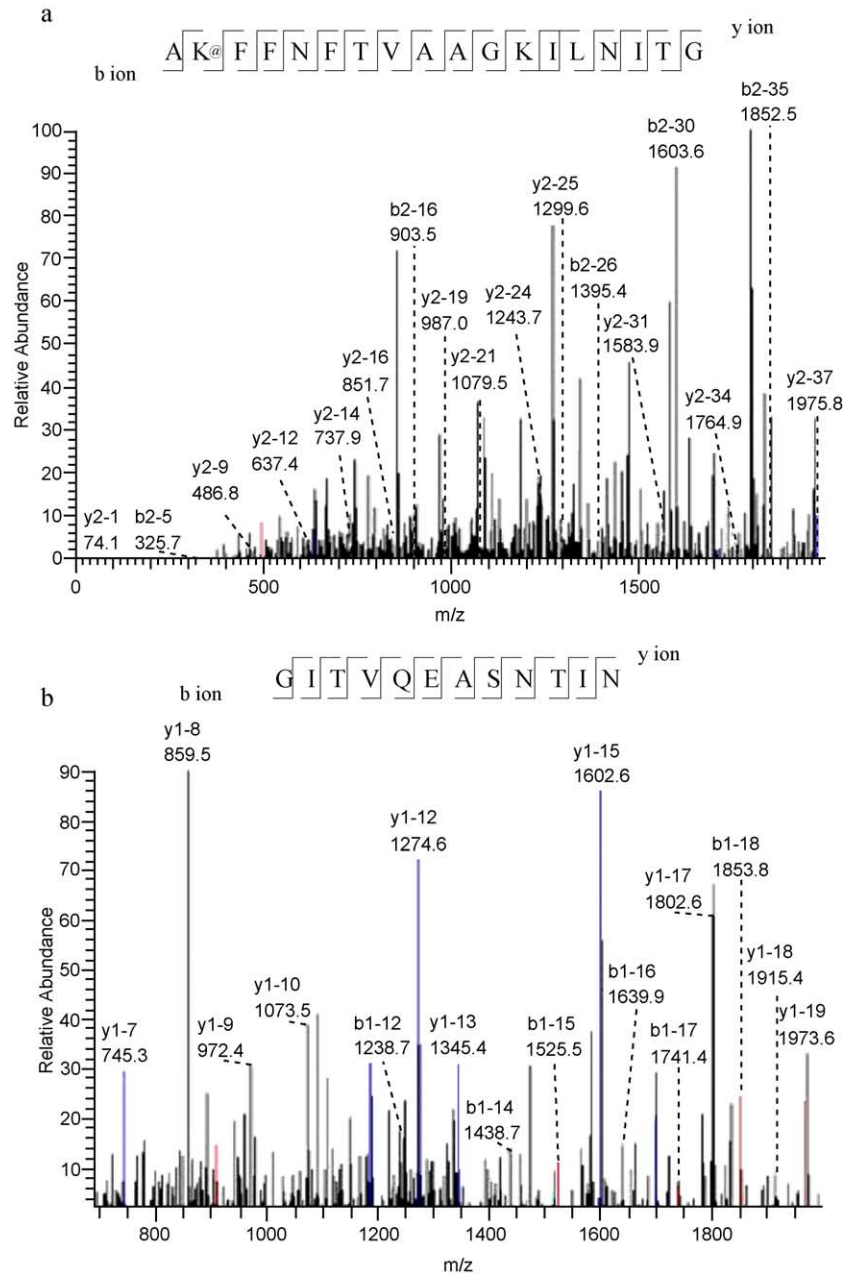 a
y ion
A K@ F F N F T V A A G K I L N I T G
b ion
b2-35
1852.5
b2-30
1603.6
y2-25
1299.6
b2-16
903.5
b2-26
1395.4
y2-24
1243.7
y2-19
987.0
y2-31
1583.9
y2-16
851.7
y2-21
1079.5
y2-34
1764.9
y2-37
1975.8
y2-14
737.9
y2-12
637.4
y2-9
486.8
y2-1
74.1
b2-5
325.7
Relative Abundance
100
90
80
70
60
50
40
30
20
10
0
0 500 1000 1500
m/z
b
y ion
G I T V Q E A S N T I N
b ion
y1-8
859.5
y1-15
1602.6
y1-12
1274.6
b1-18
1853.8
y1-17
1802.6
y1-18
1915.4
b1-16
1639.9
y1-10
1073.5
y1-19
1973.6
y1-9
972.4
b1-12
1238.7
y1-13
1345.4
b1-15
1525.5
b1-17
1741.4
y1-7
745.3
b1-14
1438.7
Relative Abundance
90
80
70
60
50
40
30
20
10
800 1000 1200 1400 1600 1800
m/z